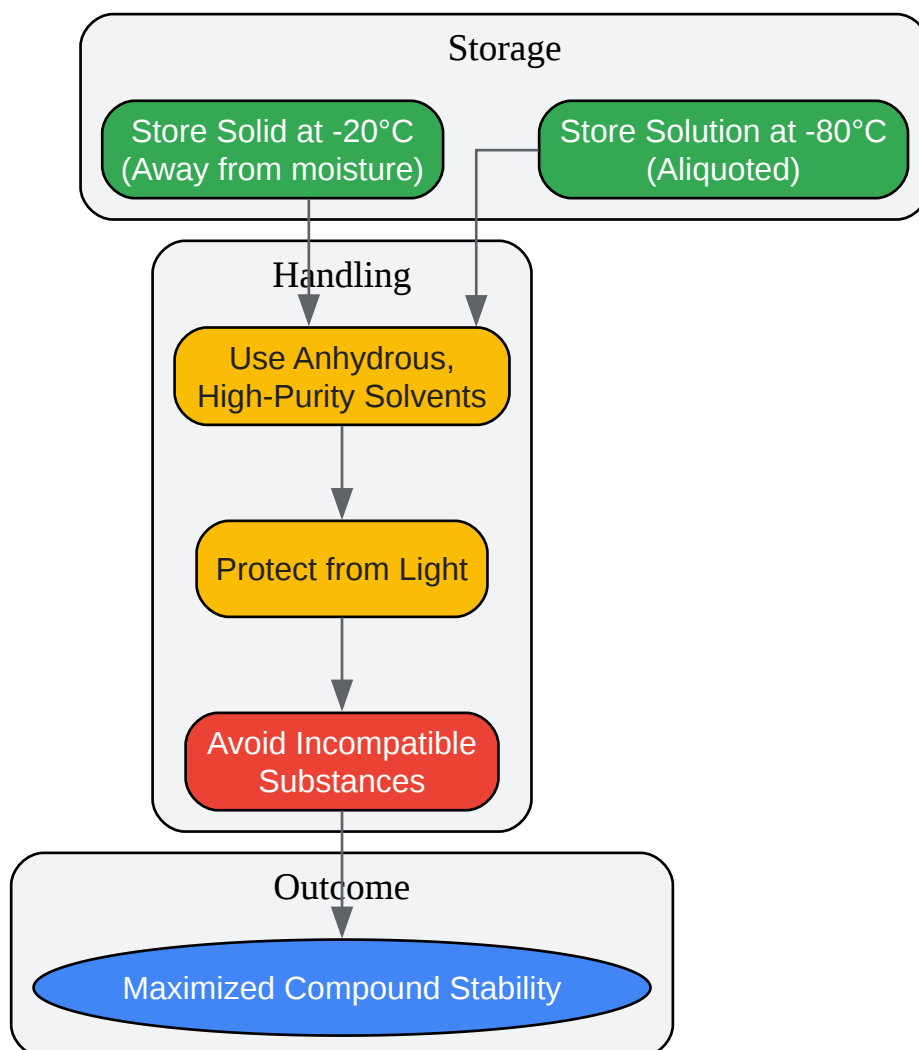 Storage
Store Solid at -20°C
(Away from moisture)
Store Solution at -80°C
(Aliquoted)
Handling
Use Anhydrous,
High-Purity Solvents
Protect from Light
Avoid Incompatible
Substances
Outcome
Maximized Compound Stability